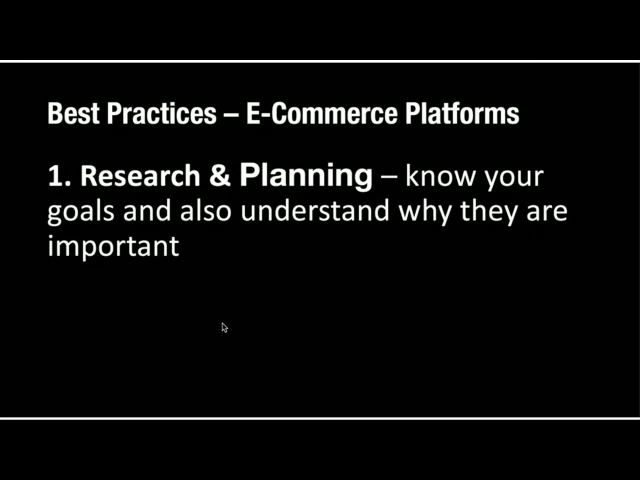 Best Practices – E-Commerce Platforms
1. Research & Planning – know your
goals and also understand why they are
important